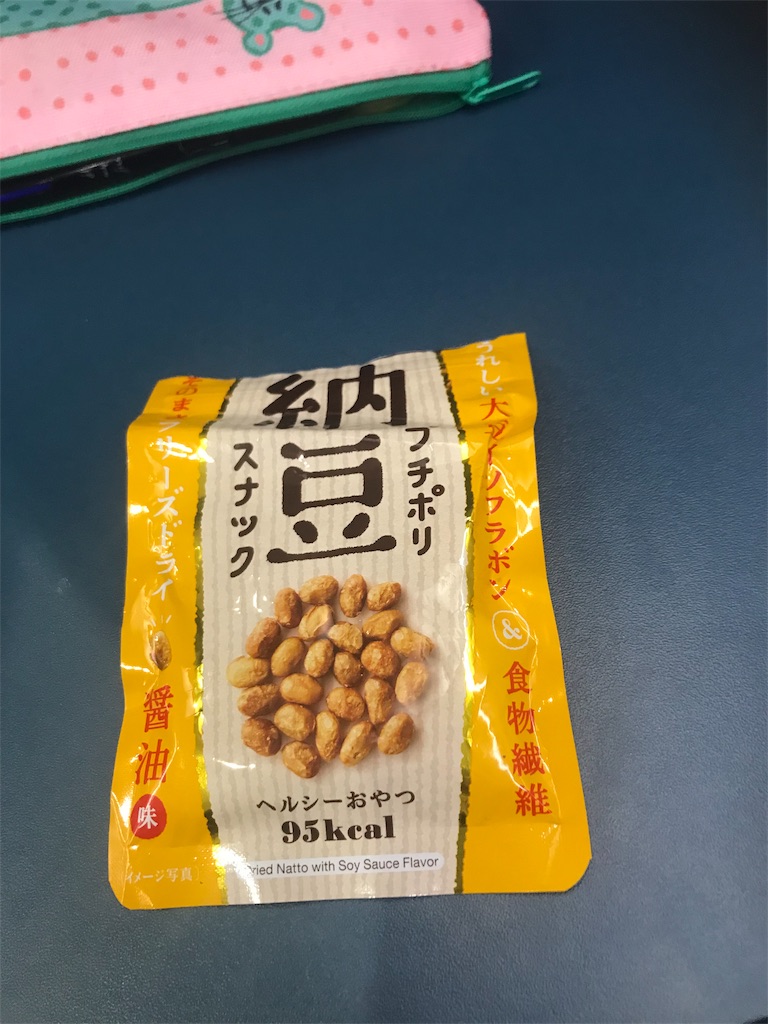 うれしい大豆イソフラボン
&
食物繊維
プチポリ
納豆
スナック
そのままフリーズドライ
醤油
味
ヘルシーおやつ
95kcal
Dried Natto with Soy Sauce Flavor
イメージ写真